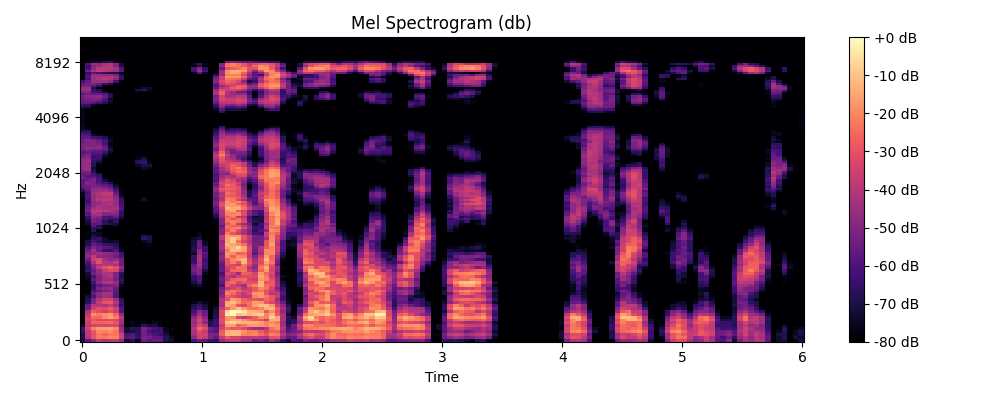 Mel Spectrogram (db)
Hz
8192
4096
2048
1024
512
0
0 1 2 3 4 5 6
Time
+0 dB
-10 dB
-20 dB
-30 dB
-40 dB
-50 dB
-60 dB
-70 dB
-80 dB